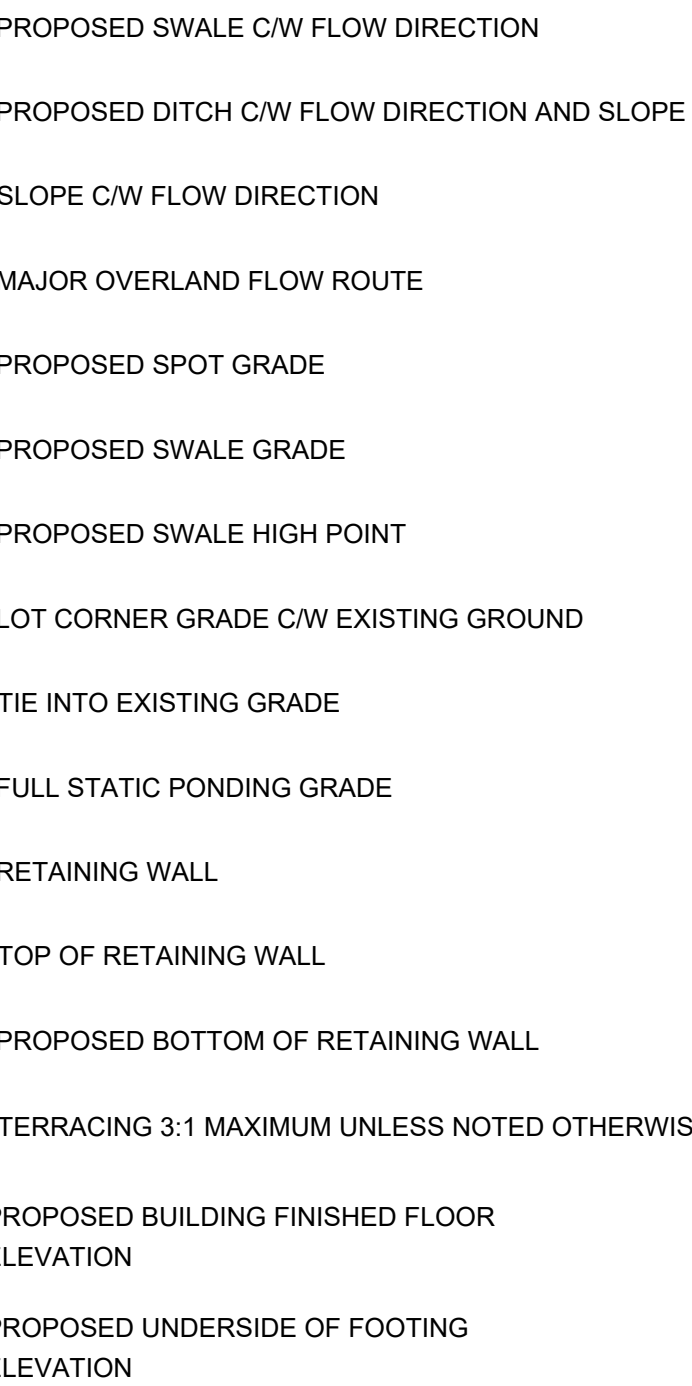 PROPOSED SWALE C/W FLOW DIRECTION
PROPOSED DITCH C/W FLOW DIRECTION AND SLOPE
SLOPE C/W FLOW DIRECTION
MAJOR OVERLAND FLOW ROUTE
PROPOSED SPOT GRADE
PROPOSED SWALE GRADE
PROPOSED SWALE HIGH POINT
LOT CORNER GRADE C/W EXISTING GROUND
TIE INTO EXISTING GRADE
FULL STATIC PONDING GRADE
RETAINING WALL
TOP OF RETAINING WALL
PROPOSED BOTTOM OF RETAINING WALL
TERRACING 3:1 MAXIMUM UNLESS NOTED OTHERWIS
PROPOSED BUILDING FINISHED FLOOR
ELEVATION
PROPOSED UNDERSIDE OF FOOTING
ELEVATION